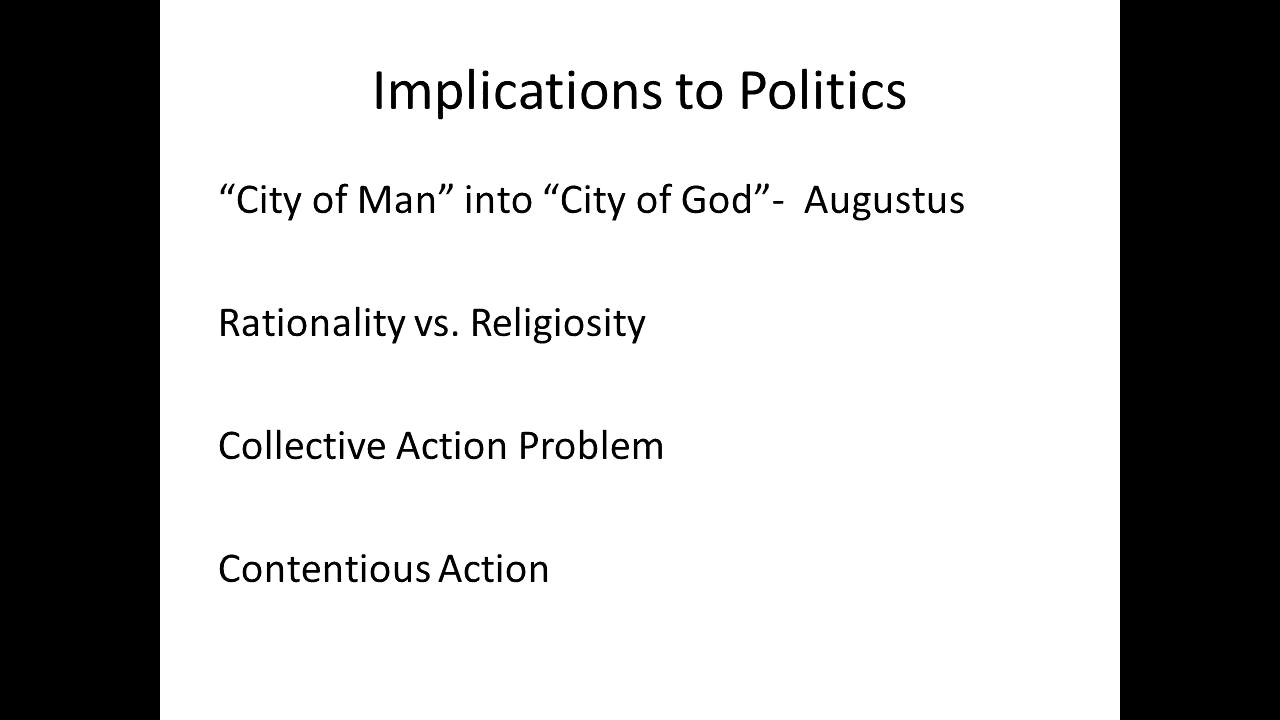 Implications to Politics
“City of Man” into “City of God”-  Augustus
Rationality vs. Religiosity
Collective Action Problem
Contentious Action